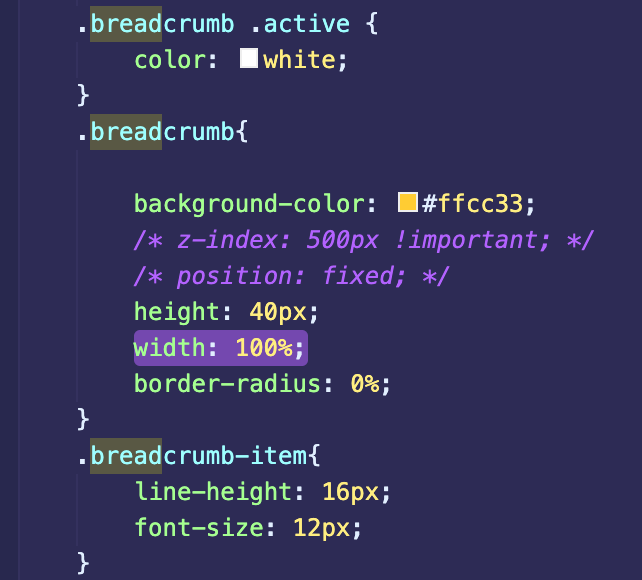 .breadcrumb .active {
color: white;
}
.breadcrumb{
background-color: #ffcc33;
/* z-index: 500px !important; */
/* position: fixed; */
height: 40px;
width: 100%;
border-radius: 0%;
}
.breadcrumb-item{
line-height: 16px;
font-size: 12px;
}